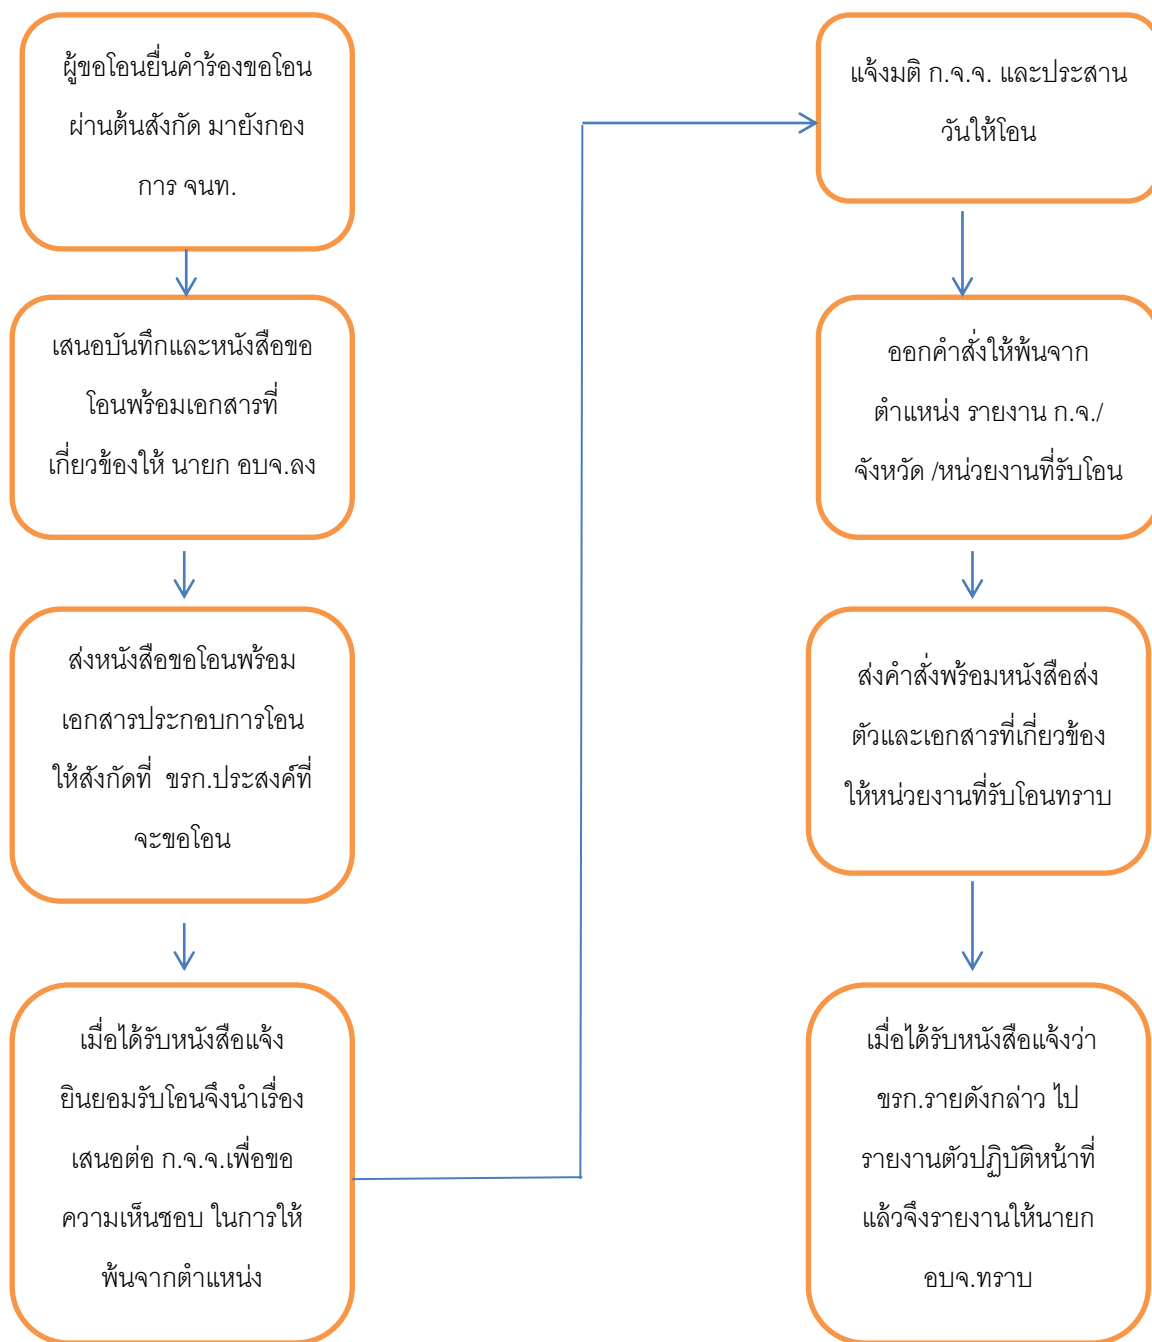 ผู้ขอโอนยื่นคำร้องขอโอน
ผ่านต้นสังกัด มายังกอง
การ จนท.
เสนอบันทึกและหนังสือขอ
โอนพร้อมเอกสารที่
เกี่ยวข้องให้ นายก อบจ.ลง
ส่งหนังสือขอโอนพร้อม
เอกสารประกอบการโอน
ให้สังกัดที่ ขรก.ประสงค์ที่
จะขอโอน
เมื่อได้รับหนังสือแจ้ง
ยินยอมรับโอนจึงนำเรื่อง
เสนอต่อ ก.จ.จ.เพื่อขอ
ความเห็นชอบ ในการให้
พ้นจากตำแหน่ง
แจ้งมติ ก.จ.จ. และประสาน
วันให้โอน
ออกคำสั่งให้พ้นจาก
ตำแหน่ง รายงาน ก.จ./
จังหวัด /หน่วยงานที่รับโอน
ส่งคำสั่งพร้อมหนังสือส่ง
ตัวและเอกสารที่เกี่ยวข้อง
ให้หน่วยงานที่รับโอนทราบ
เมื่อได้รับหนังสือแจ้งว่า
ขรก.รายดังกล่าว ไป
รายงานตัวปฏิบัติหน้าที่
แล้วจึงรายงานให้นายก
อบจ.ทราบ